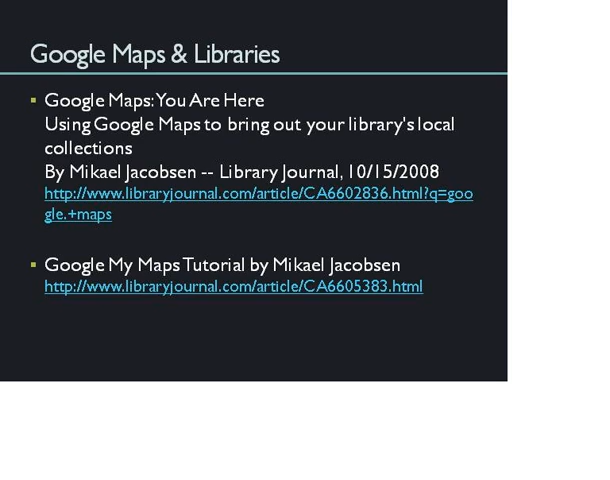 Google Maps & Libraries
▪ Google Maps: You Are Here
Using Google Maps to bring out your library's local
collections
By Mikael Jacobsen -- Library Journal, 10/15/2008
http://www.libraryjournal.com/article/CA6602836.html?q=goo
gle.+maps
▪ Google My Maps Tutorial by Mikael Jacobsen
http://www.libraryjournal.com/article/CA6605383.html